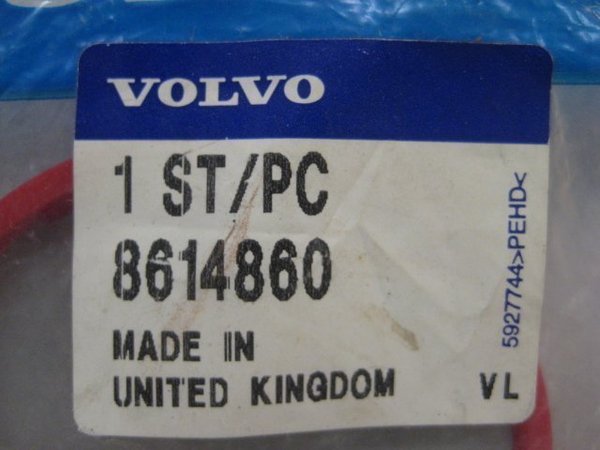 VOLVO
1 ST/PC
8614860
MADE IN
UNITED KINGDOM
VL
5927744>PEHD<